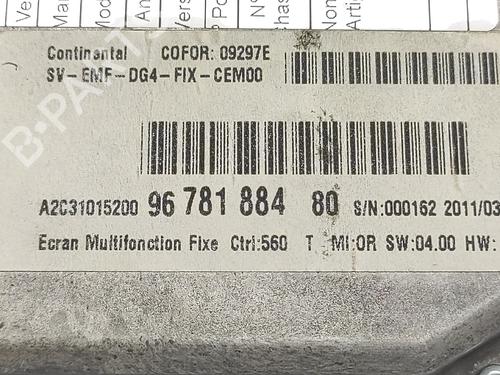 Continental COFOR: 09297E
SV-EMF-DG4-FIX-CEM00
A2C31015200 96 781 884 80 S/N:000162 2011/03
Ecran Multifonction Fixe Ctrl:560 T MI:OR SW:04.00 HW:
B-PARTS